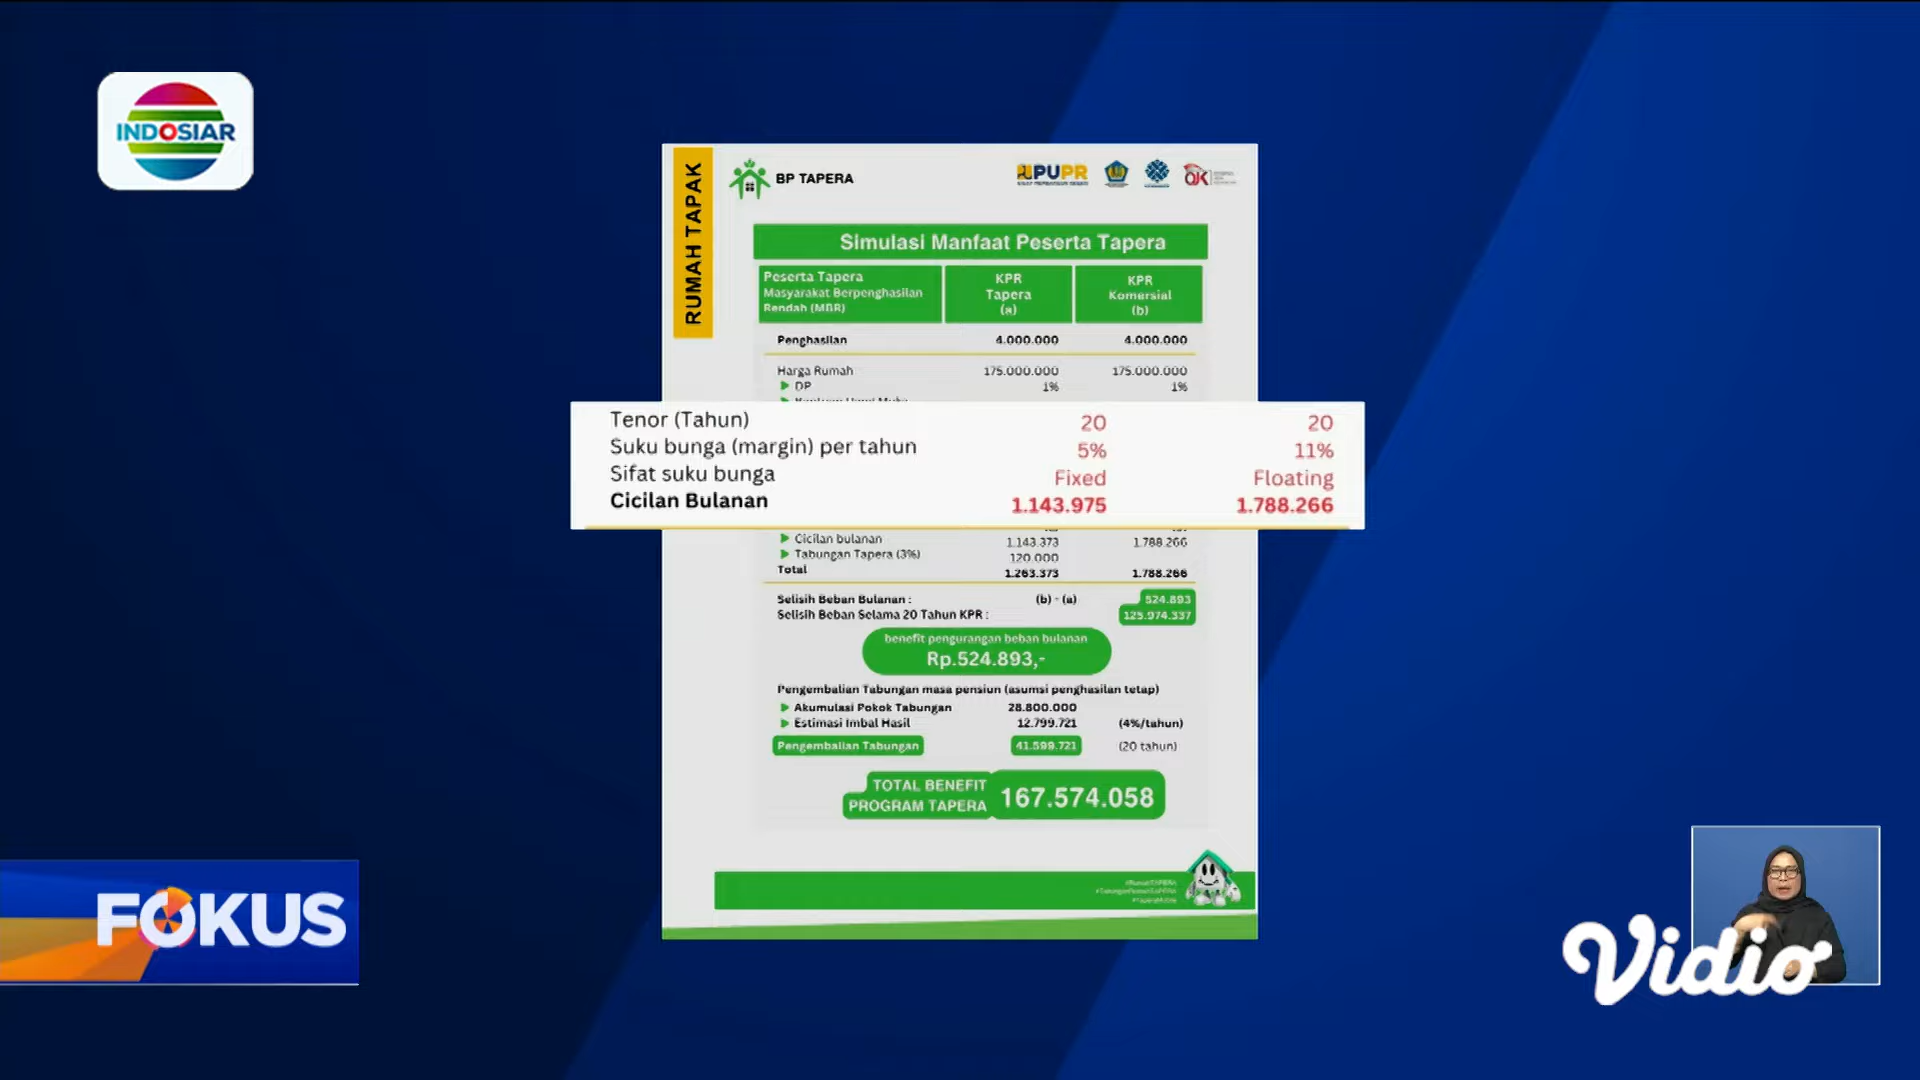 INDOSIAR
RUMAH TAPAK
BP TAPERA
PUPR
OJK
Simulasi Manfaat Peserta Tapera
Peserta Tapera
Masyarakat Berpenghasilan
Rendah (MBR)
KPR
Tapera
(a)
KPR
Komersial
(b)
Penghasilan 4.000.000 4.000.000
Harga Rumah 175.000.000 175.000.000
DP 1% 1%
Tenor (Tahun) 20 20
Suku bunga (margin) per tahun 5% 11%
Sifat suku bunga Fixed Floating
Cicilan Bulanan 1.143.975 1.788.266
Cicilan bulanan 1.143.373 1.788.266
Tabungan Tapera (3%) 120.000
Total 1.263.373 1.788.266
Selisih Beban Bulanan : (b) - (a) 524.893
Selisih Beban Selama 20 Tahun KPR : 125.974.337
benefit pengurangan beban bulanan
Rp.524.893,-
Pengembalian Tabungan masa pensiun (asumsi penghasilan tetap)
Akumulasi Pokok Tabungan 28.800.000
Estimasi Imbal Hasil 12.799.721 (4%/tahun)
Pengembalian Tabungan 41.599.721 (20 tahun)
TOTAL BENEFIT
PROGRAM TAPERA 167.574.058
FOKUS
Vidio